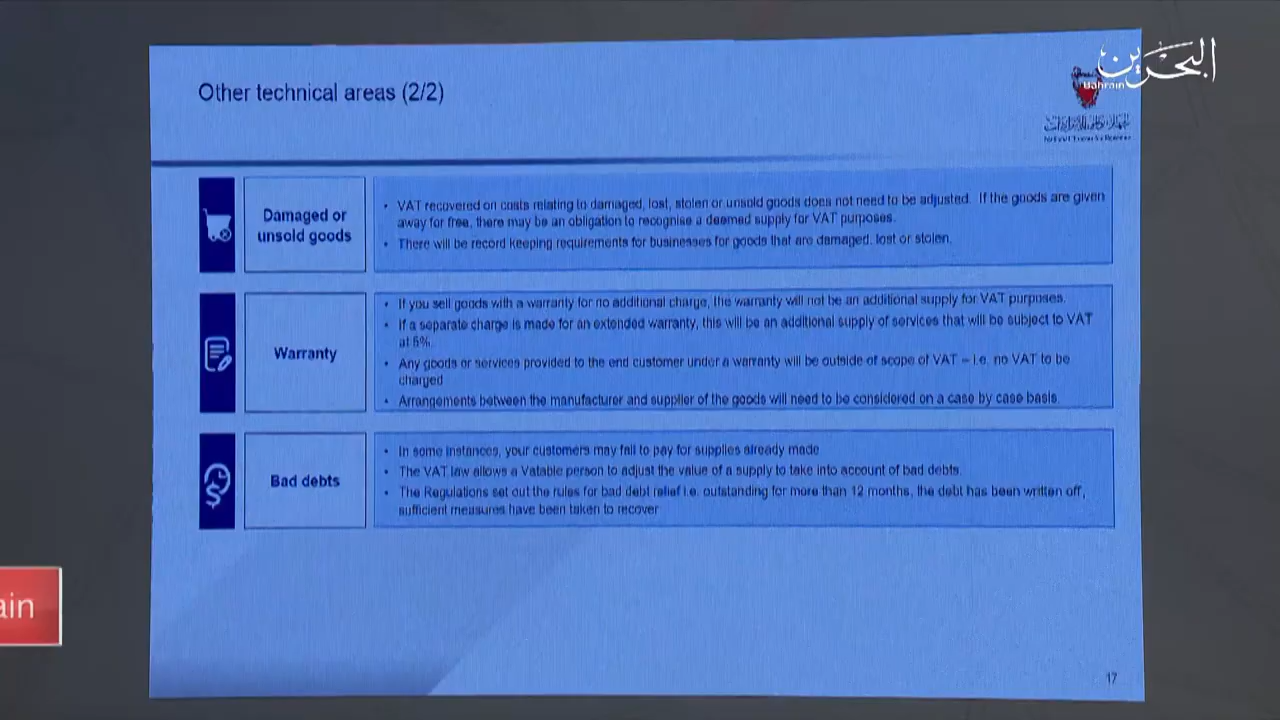 البحرين
Bahrain
Other technical areas (2/2)
Damaged or
unsold goods
• VAT recovered on costs relating to damaged, lost, stolen or unsold goods does not need to be adjusted. If the goods are given
away for free, there may be an obligation to recognise a deemed supply for VAT purposes.
• There will be record keeping requirements for businesses for goods that are damaged, lost or stolen.
Warranty
• If you sell goods with a warranty for no additional charge, the warranty will not be an additional supply for VAT purposes.
• If a separate charge is made for an extended warranty, this will be an additional supply of services that will be subject to VAT
at 5%.
• Any goods or services provided to the end customer under a warranty will be outside of scope of VAT – i.e. no VAT to be
charged
• Arrangements between the manufacturer and supplier of the goods will need to be considered on a case by case basis.
Bad debts
• In some instances, your customers may fail to pay for supplies already made
• The VAT law allows a Vatable person to adjust the value of a supply to take into account of bad debts.
• The Regulations set out the rules for bad debt relief i.e. outstanding for more than 12 months, the debt has been written off,
sufficient measures have been taken to recover
ain
17